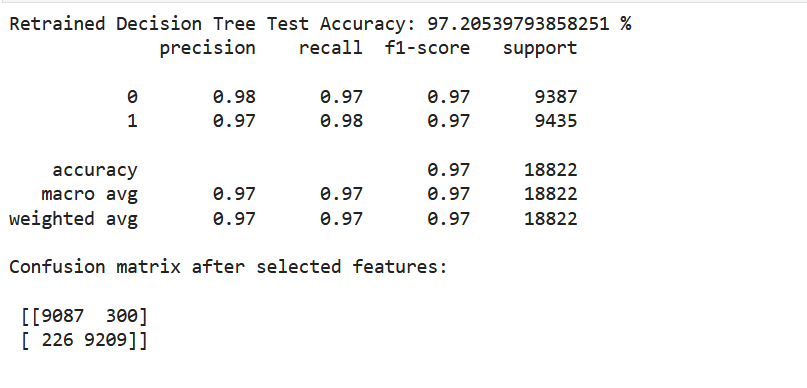 Retrained Decision Tree Test Accuracy: 97.20539793858251 %
precision recall f1-score support
0 0.98 0.97 0.97 9387
1 0.97 0.98 0.97 9435
accuracy 0.97 18822
macro avg 0.97 0.97 0.97 18822
weighted avg 0.97 0.97 0.97 18822
Confusion matrix after selected features:
[[9087 300]
[ 226 9209]]